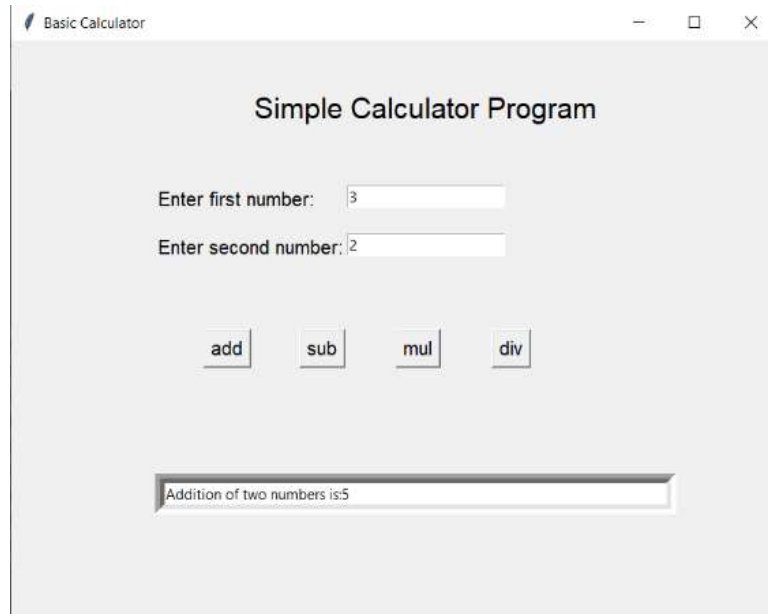 Basic Calculator
Simple Calculator Program
Enter first number: 3
Enter second number: 2
add sub mul div
Addition of two numbers is:5